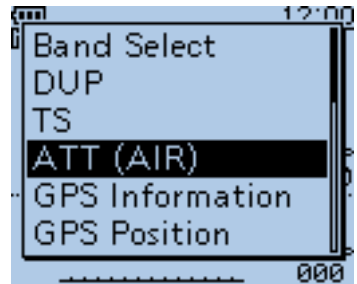 12:00
Band Select
DUP
TS
ATT (AIR)
GPS Information
GPS Position
000